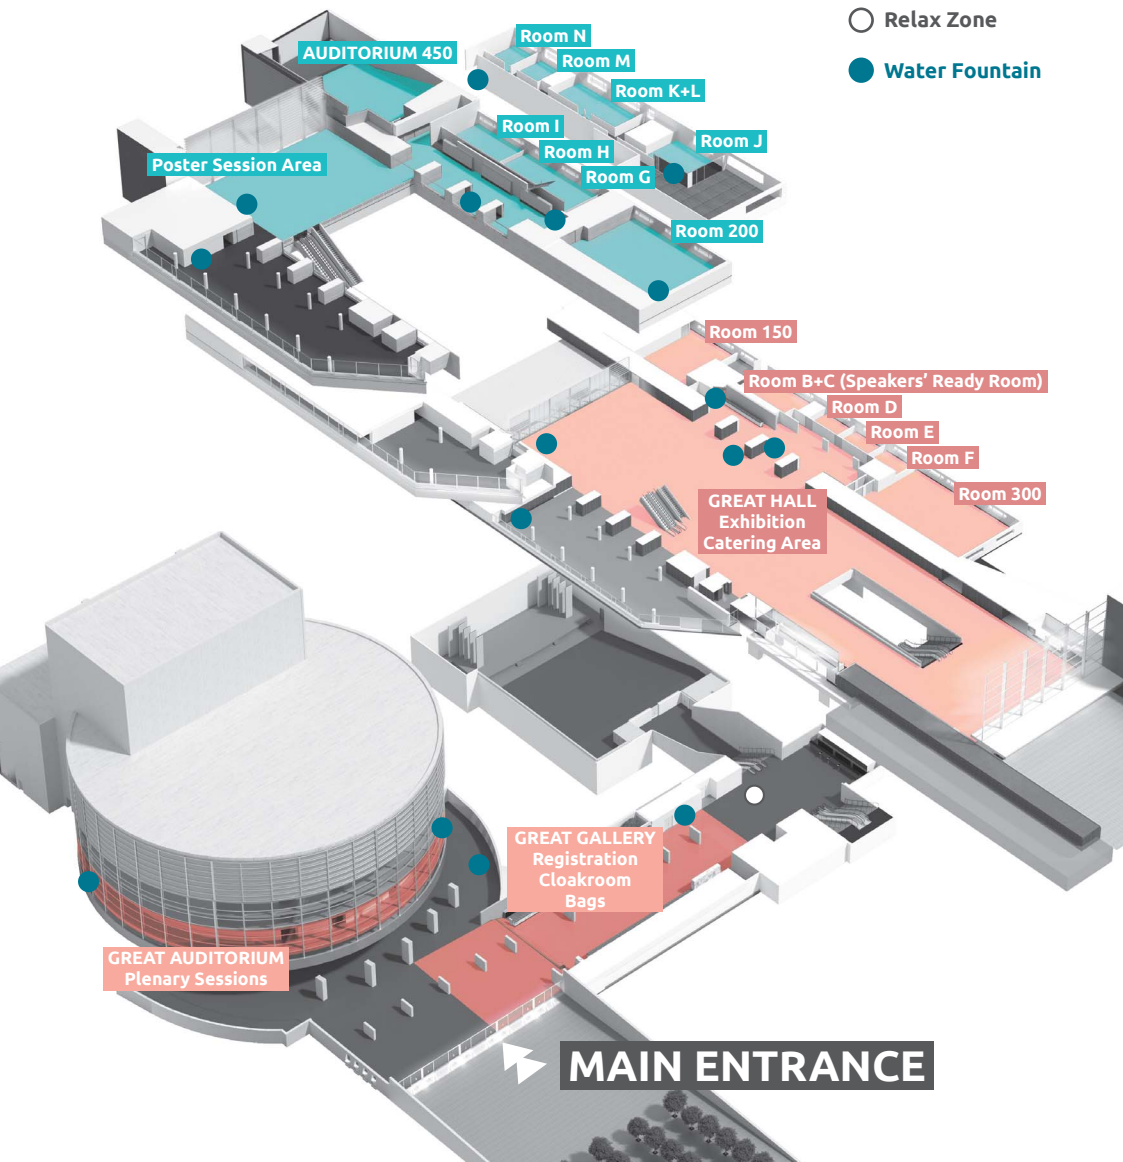 Relax Zone
Water Fountain
Room N
AUDITORIUM 450
Room M
Room K+L
Room I
Room J
Room H
Poster Session Area
Room G
Room 200
Room 150
Room B+C (Speakers’ Ready Room)
Room D
Room E
Room F
Room 300
GREAT HALL
Exhibition
Catering Area
GREAT GALLERY
Registration
Cloakroom
Bags
GREAT AUDITORIUM
Plenary Sessions
MAIN ENTRANCE